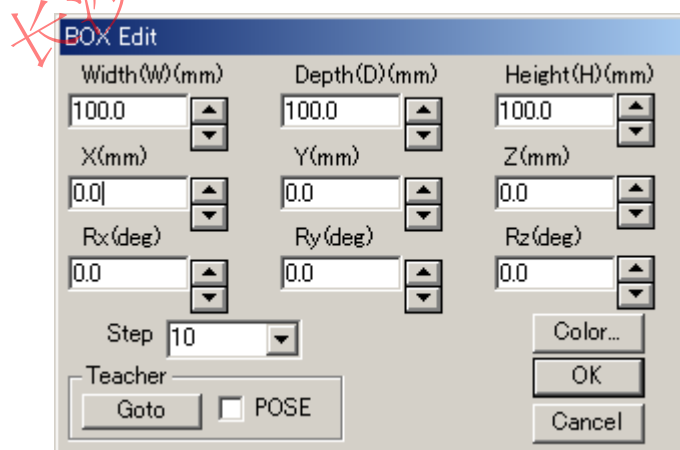 BOX Edit
Width(W)(mm) Depth(D)(mm) Height(H)(mm)
100.0 100.0 100.0
X(mm) Y(mm) Z(mm)
0.0 0.0 0.0
Rx(deg) Ry(deg) Rz(deg)
0.0 0.0 0.0
Step 10 Color...
Teacher OK
Goto POSE Cancel